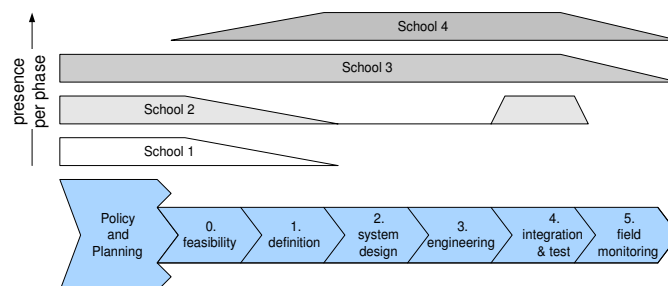 School 4
School 3
School 2
School 1
presence
per phase
Policy
and
Planning
0.
feasibility
1.
definition
2.
system
design
3.
engineering
4.
integration
& test
5.
field
monitoring